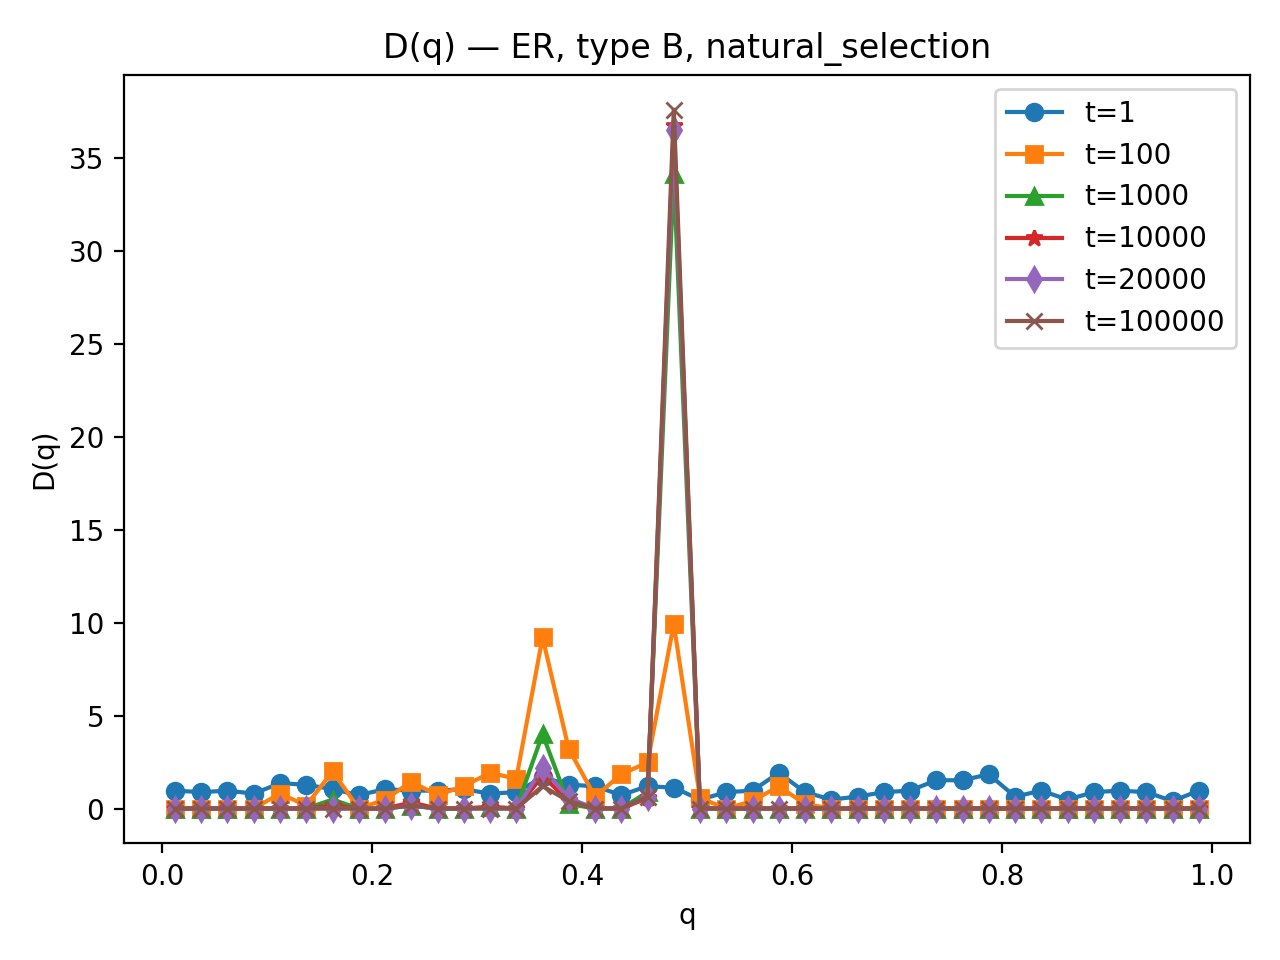 D(q) — ER, type B, natural_selection
t=1
t=100
t=1000
t=10000
t=20000
t=100000
35
30
25
20
15
10
5
0
D(q)
0.0 0.2 0.4 0.6 0.8 1.0
q